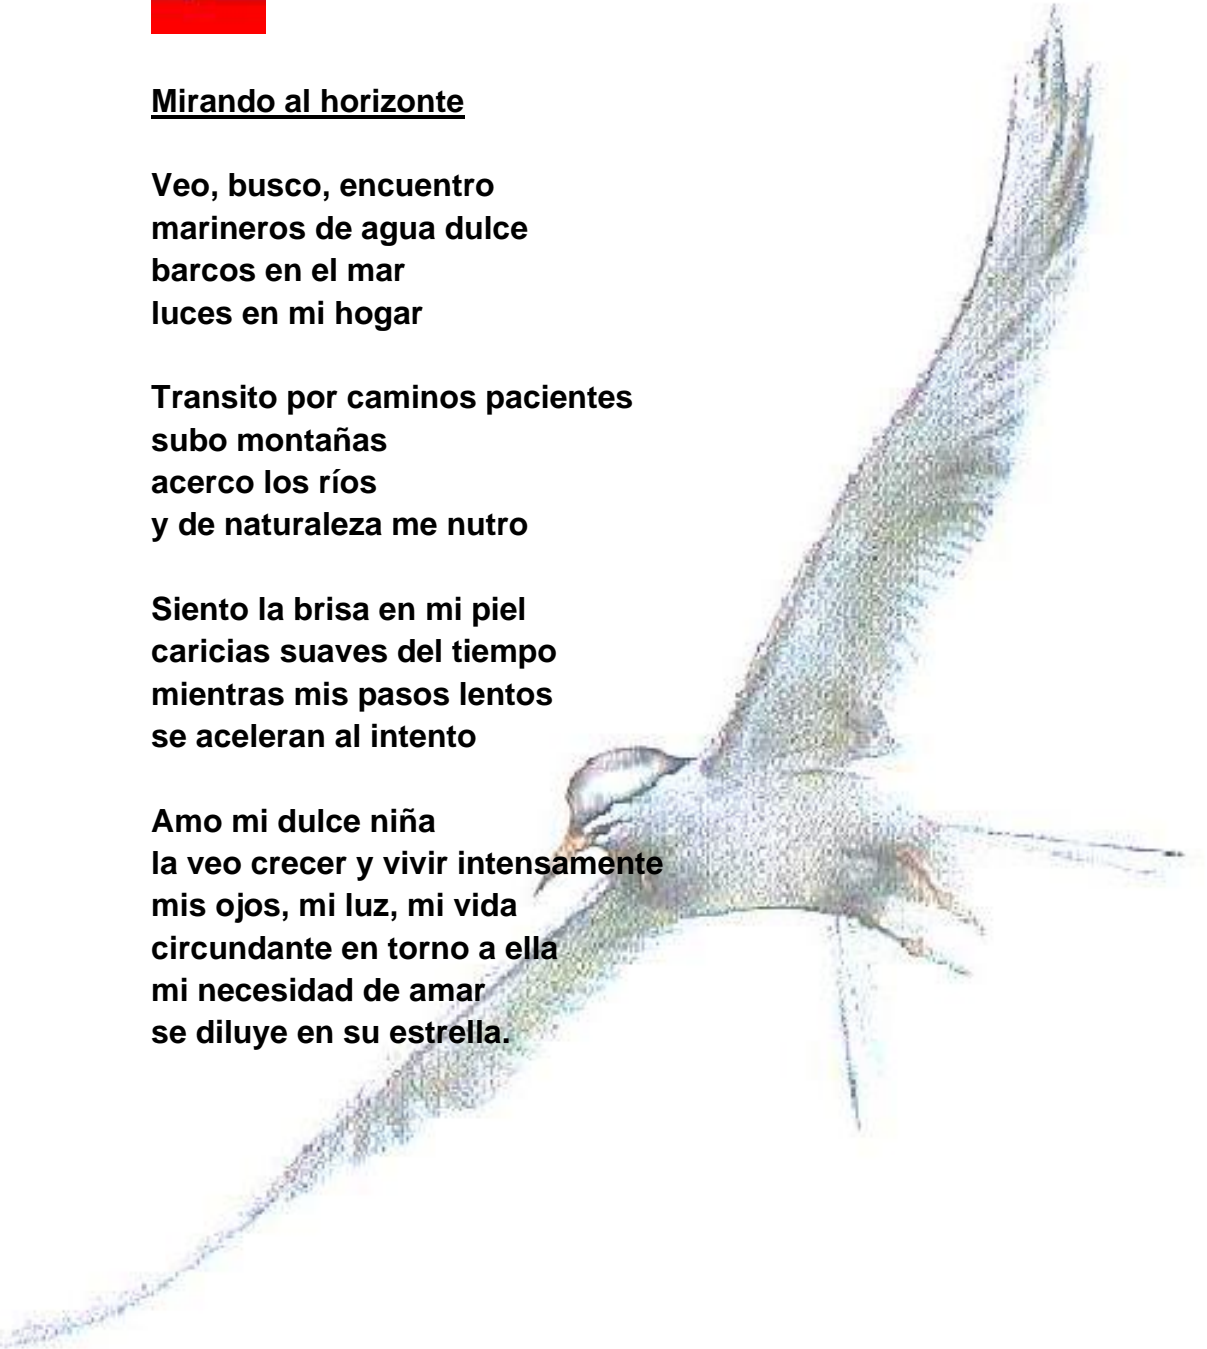 Mirando al horizonte
Veo, busco, encuentro
marineros de agua dulce
barcos en el mar
luces en mi hogar
Transito por caminos pacientes
subo montañas
acerco los ríos
y de naturaleza me nutro
Siento la brisa en mi piel
caricias suaves del tiempo
mientras mis pasos lentos
se aceleran al intento
Amo mi dulce niña
la veo crecer y vivir intensamente
mis ojos, mi luz, mi vida
circundante en torno a ella
mi necesidad de amar
se diluye en su estrella.